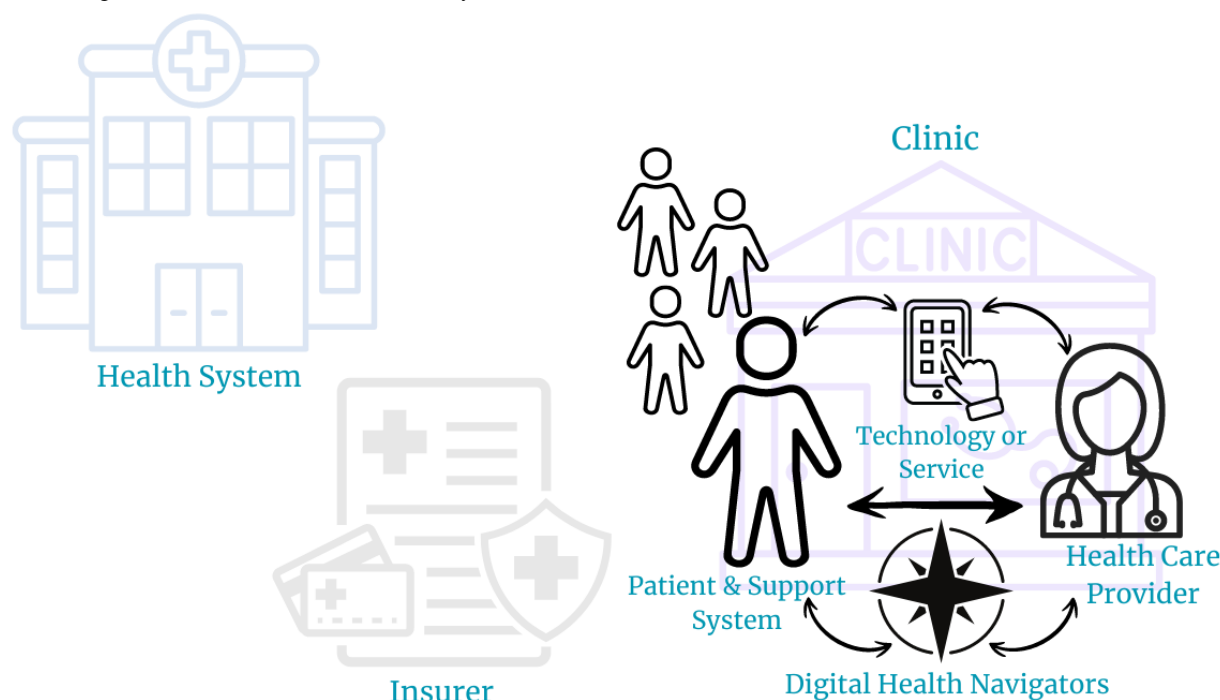 Clinic
CLINIC
Health System
Technology or
Service
Health Care
Provider
Patient & Support
System
Digital Health Navigators
Insurer